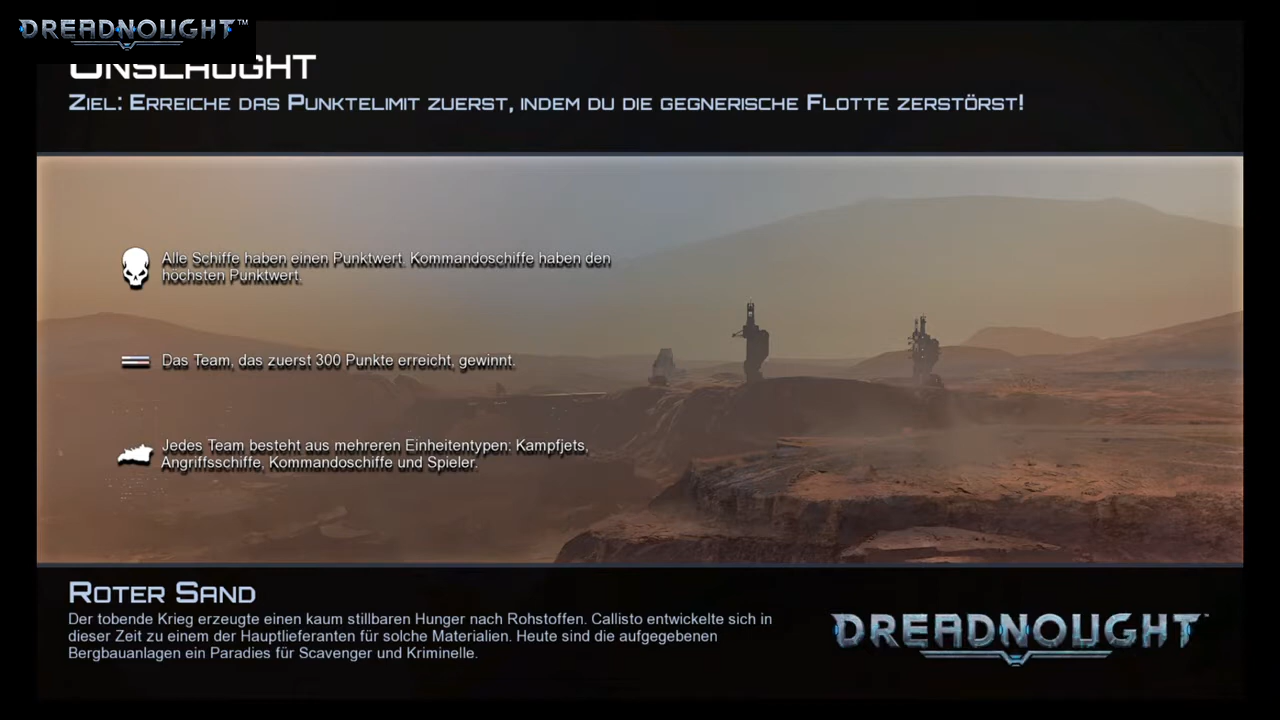 DREADNOUGHT™
ONSLAUGHT
ZIEL: ERREICHE DAS PUNKTELIMIT ZUERST, INDEM DU DIE GEGNERISCHE FLOTTE ZERSTÖRST!
Alle Schiffe haben einen Punktwert. Kommandoschiffe haben den
höchsten Punktwert.
Das Team, das zuerst 300 Punkte erreicht, gewinnt.
Jedes Team besteht aus mehreren Einheitentypen: Kampfjets,
Angriffsschiffe, Kommandoschiffe und Spieler.
ROTER SAND
Der tobende Krieg erzeugte einen kaum stillbaren Hunger nach Rohstoffen. Callisto entwickelte sich in
dieser Zeit zu einem der Hauptlieferanten für solche Materialien. Heute sind die aufgegebenen
Bergbauanlagen ein Paradies für Scavenger und Kriminelle.
DREADNOUGHT™